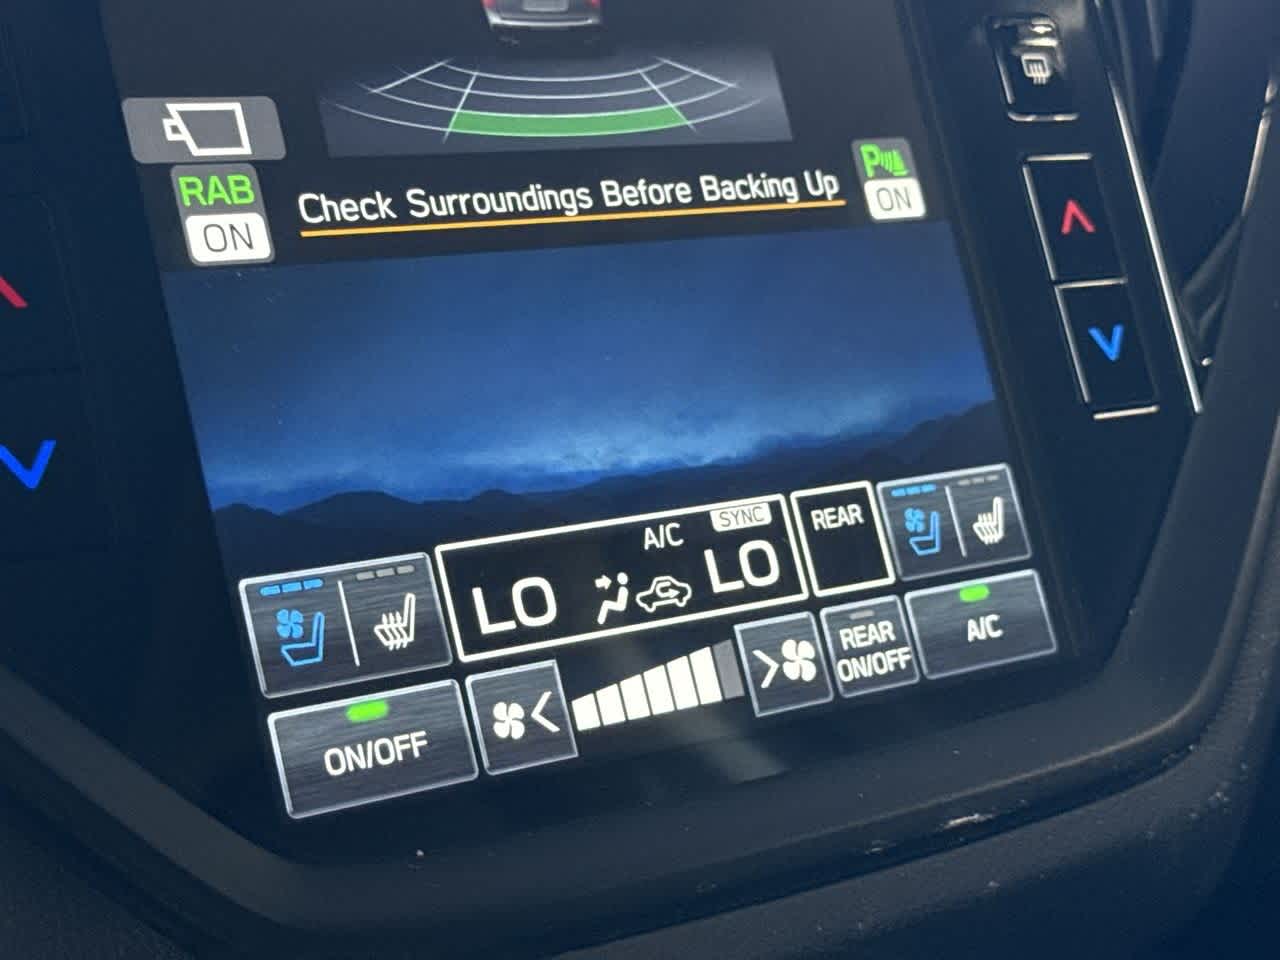 RAB
ON
Check Surroundings Before Backing Up
P
ON
A/C
SYNC
LO
LO
REAR
ON/OFF
REAR
ON/OFF
A/C